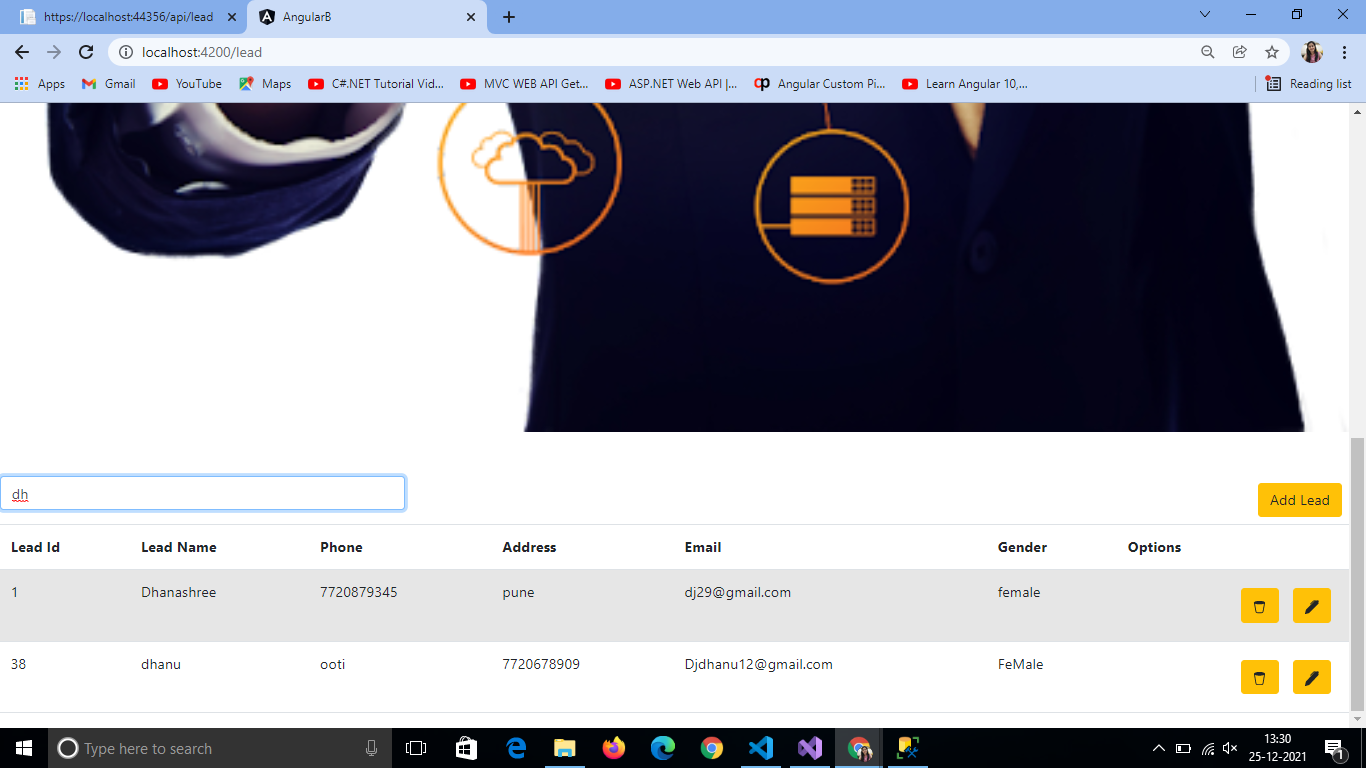 https://localhost:44356/api/lead
AngularB
localhost:4200/lead
Apps Gmail YouTube Maps C#.NET Tutorial Vid... MVC WEB API Get... ASP.NET Web API |... Angular Custom Pi... Learn Angular 10,... Reading list
dh
Add Lead
Lead Id Lead Name Phone Address Email Gender Options
1 Dhanashree 7720879345 pune dj29@gmail.com female
38 dhanu ooti 7720678909 Djdhanu12@gmail.com FeMale
Type here to search
13:30
25-12-2021
1